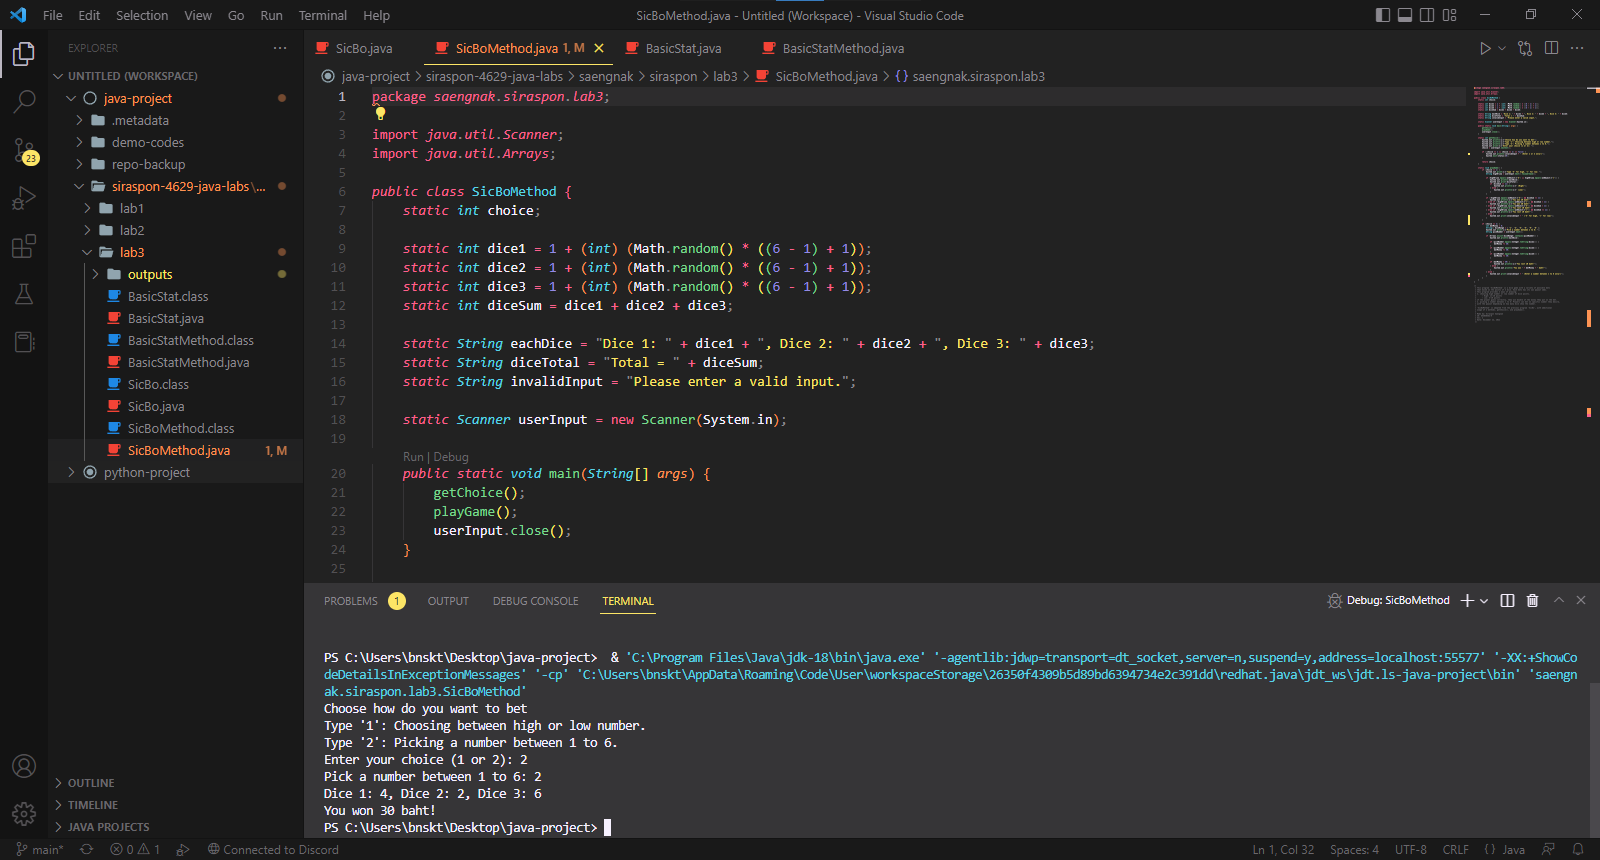 File Edit Selection View Go Run Terminal Help
SicBoMethod.java - Untitled (Workspace) - Visual Studio Code
EXPLORER
UNTITLED (WORKSPACE)
java-project
.metadata
demo-codes
repo-backup
siraspon-4629-java-labs\...
lab1
lab2
lab3
outputs
BasicStat.class
BasicStat.java
BasicStatMethod.class
BasicStatMethod.java
SicBo.class
SicBo.java
SicBoMethod.class
SicBoMethod.java 1, M
python-project
OUTLINE
TIMELINE
JAVA PROJECTS
23
SicBo.java SicBoMethod.java 1, M BasicStat.java BasicStatMethod.java
java-project > siraspon-4629-java-labs > saengnak > siraspon > lab3 > SicBoMethod.java > {} saengnak.siraspon.lab3
1 package saengnak.siraspon.lab3;
2
3 import java.util.Scanner;
4 import java.util.Arrays;
5
6 public class SicBoMethod {
7 static int choice;
8
9 static int dice1 = 1 + (int) (Math.random() * ((6 - 1) + 1));
10 static int dice2 = 1 + (int) (Math.random() * ((6 - 1) + 1));
11 static int dice3 = 1 + (int) (Math.random() * ((6 - 1) + 1));
12 static int diceSum = dice1 + dice2 + dice3;
13
14 static String eachDice = "Dice 1: " + dice1 + ", Dice 2: " + dice2 + ", Dice 3: " + dice3;
15 static String diceTotal = "Total = " + diceSum;
16 static String invalidInput = "Please enter a valid input.";
17
18 static Scanner userInput = new Scanner(System.in);
19
Run | Debug
20 public static void main(String[] args) {
21 getChoice();
22 playGame();
23 userInput.close();
24 }
25
PROBLEMS 1 OUTPUT DEBUG CONSOLE TERMINAL
Debug: SicBoMethod
PS C:\Users\bnskt\Desktop\java-project>  & 'C:\Program Files\Java\jdk-18\bin\java.exe' '-agentlib:jdwp=transport=dt_socket,server=n,suspend=y,address=localhost:55577' '-XX:+ShowCo
deDetailsInExceptionMessages' '-cp' 'C:\Users\bnskt\AppData\Roaming\Code\User\workspaceStorage\26350f4309b5d89bd6394734e2c391dd\redhat.java\jdt_ws\jdt.ls-java-project\bin' 'saengn
ak.siraspon.lab3.SicBoMethod'
Choose how do you want to bet
Type '1': Choosing between high or low number.
Type '2': Picking a number between 1 to 6.
Enter your choice (1 or 2): 2
Pick a number between 1 to 6: 2
Dice 1: 4, Dice 2: 2, Dice 3: 6
You won 30 baht!
PS C:\Users\bnskt\Desktop\java-project>
main* 0 1 Connected to Discord
Ln 1, Col 32 Spaces: 4 UTF-8 CRLF {} Java